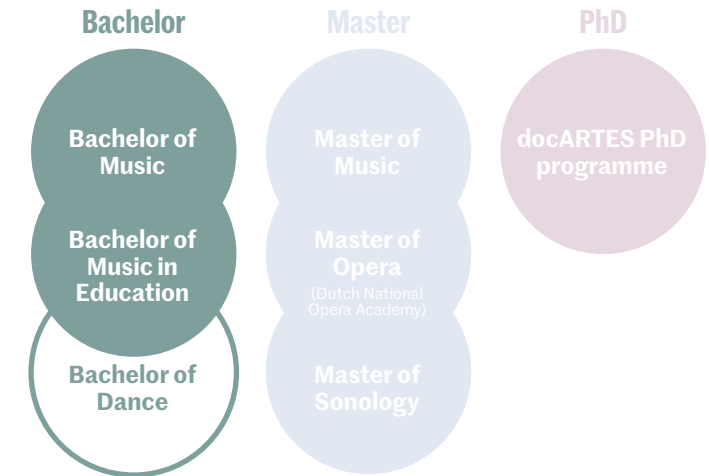 Bachelor
Bachelor of
Music
Bachelor of
Music in
Education
Bachelor of
Dance
Master
Master of
Music
Master of
Opera
(Dutch National
Opera Academy)
Master of
Sonology
PhD
docARTES PhD
programme